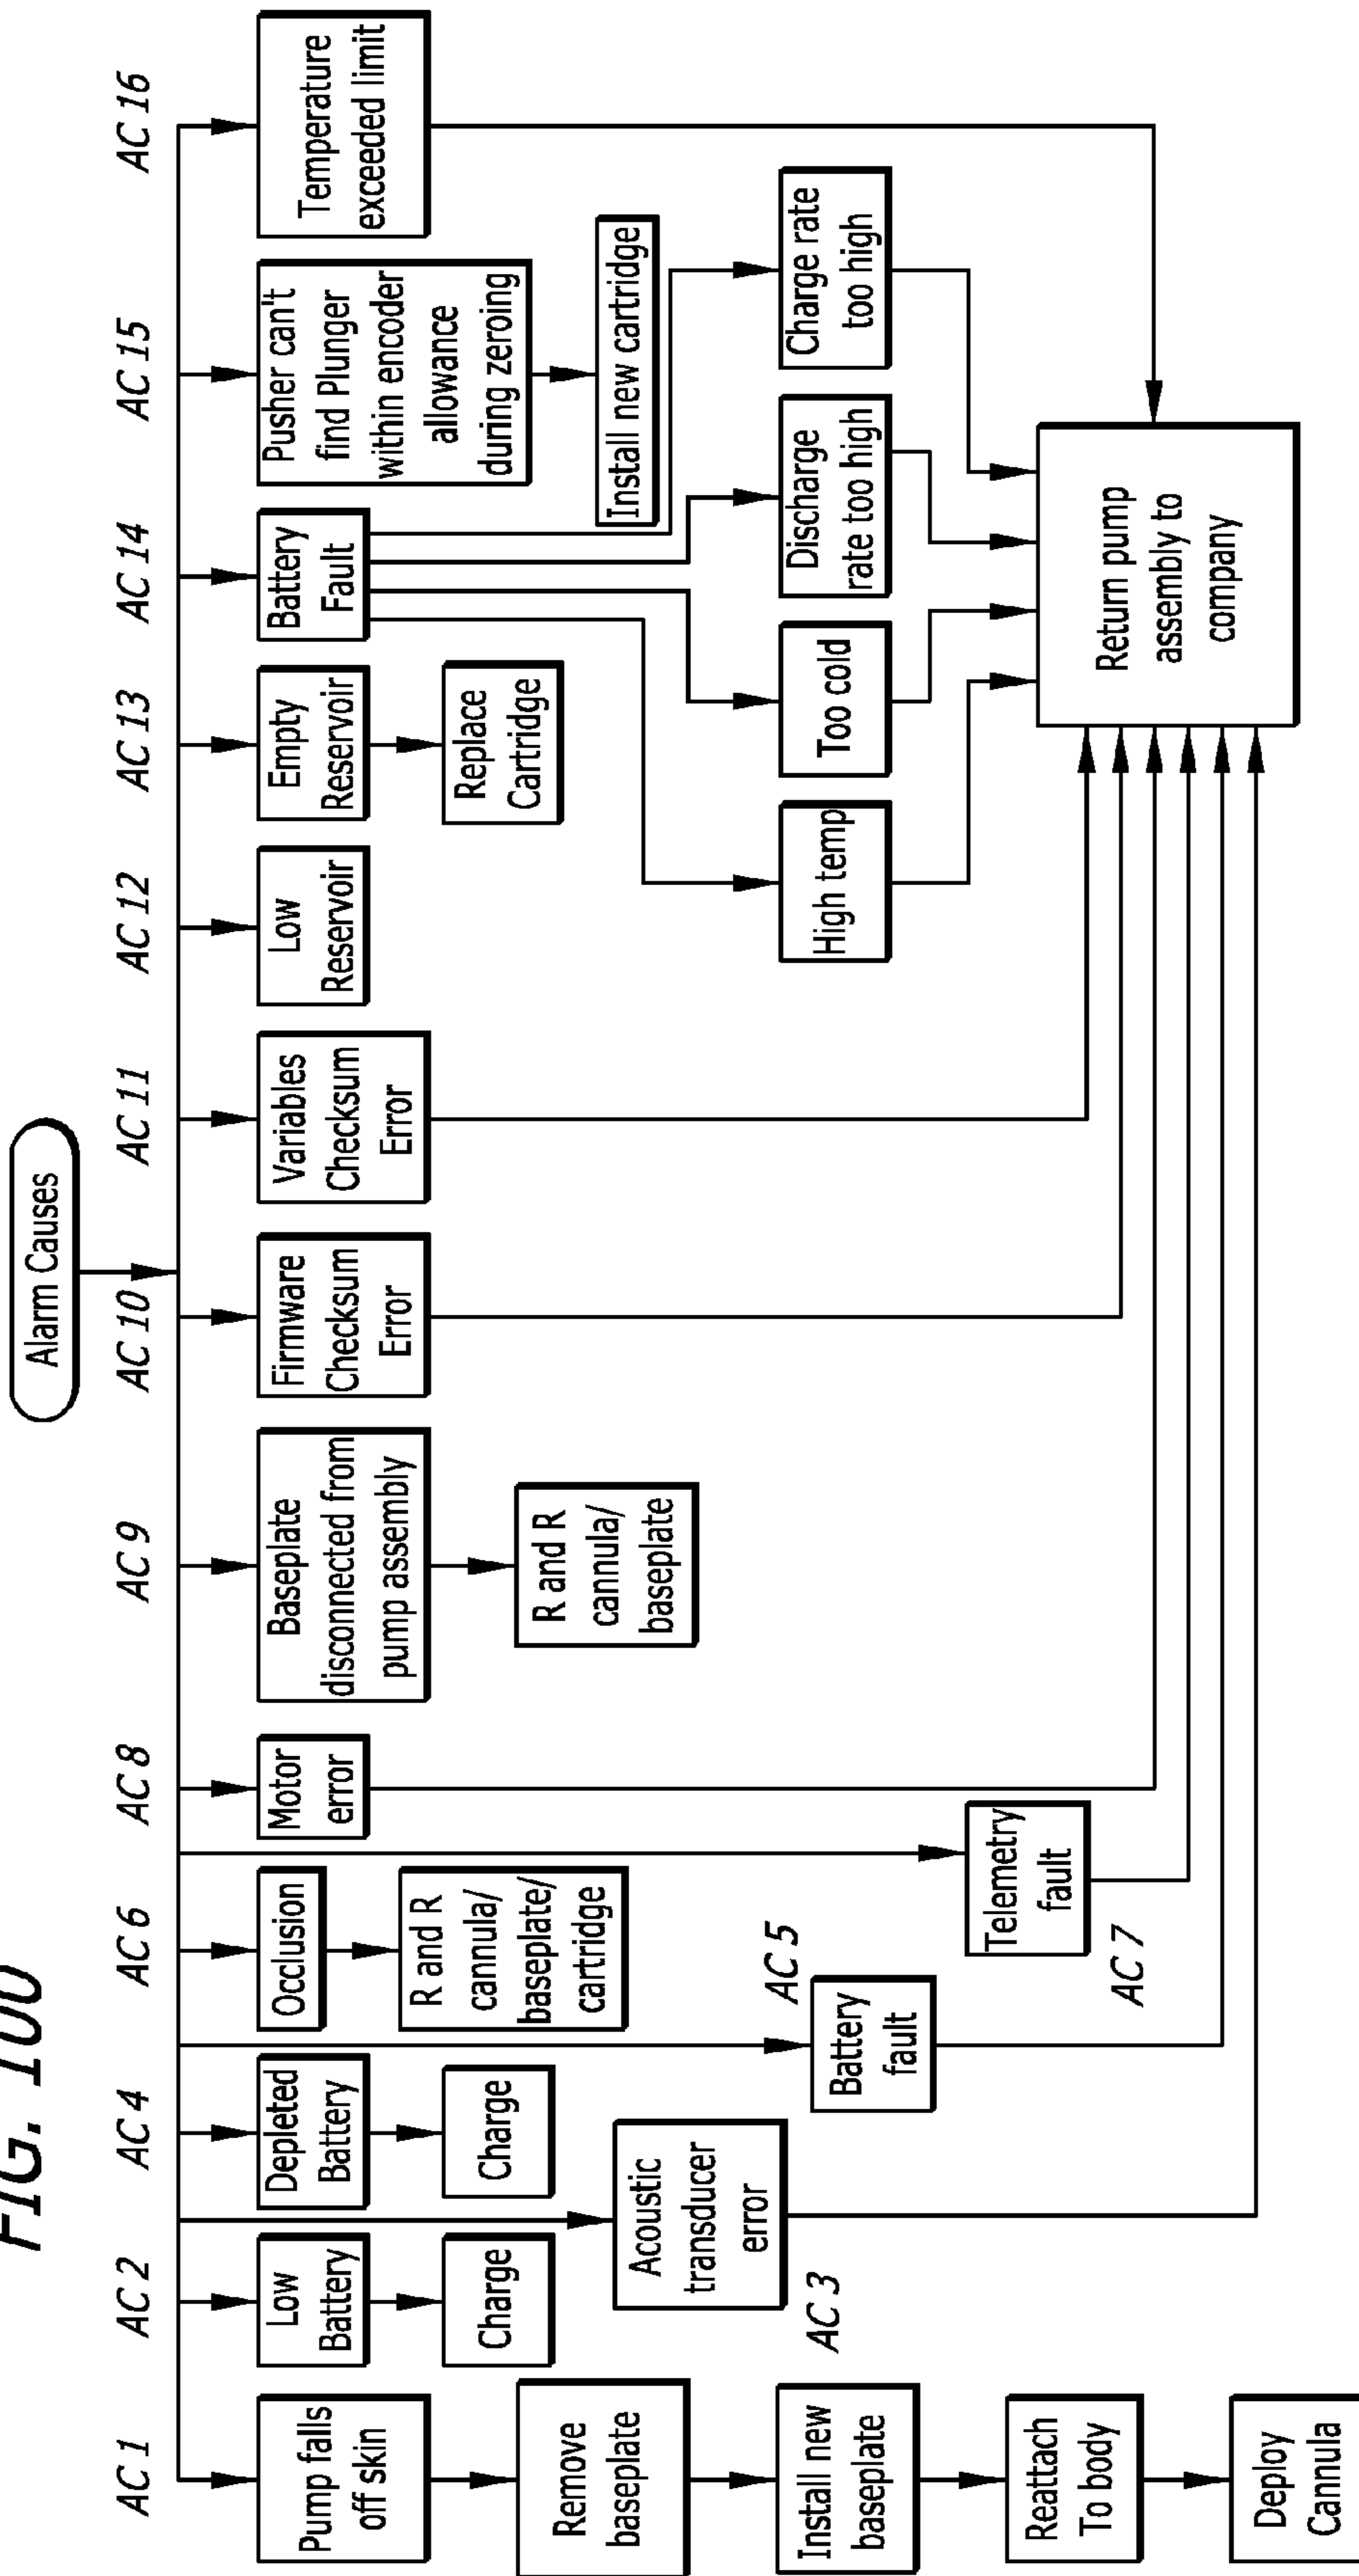 FIG. 100
Alarm Causes
AC 1
AC 2
AC 4
AC 6
AC 8
AC 9
AC 10
AC 11
AC 12
AC 13
AC 14
AC 15
AC 16
Pump falls
off skin
Remove
baseplate
Install new
baseplate
Reattach
To body
Deploy
Cannula
Low
Battery
Charge
Acoustic
transducer
error
AC 3
Depleted
Battery
Charge
Battery
fault
AC 5
Occlusion
R and R
cannula/
baseplate/
cartridge
Telemetry
fault
AC 7
Motor
error
Baseplate
disconnected from
pump assembly
R and R
cannula/
baseplate
Firmware
Checksum
Error
Variables
Checksum
Error
Low
Reservoir
Empty
Reservoir
Replace
Cartridge
Battery
Fault
High temp
Too cold
Discharge
rate too high
Charge rate
too high
Pusher can't
find Plunger
within encoder
allowance
during zeroing
Install new cartridge
Temperature
exceeded limit
Return pump
assembly to
company